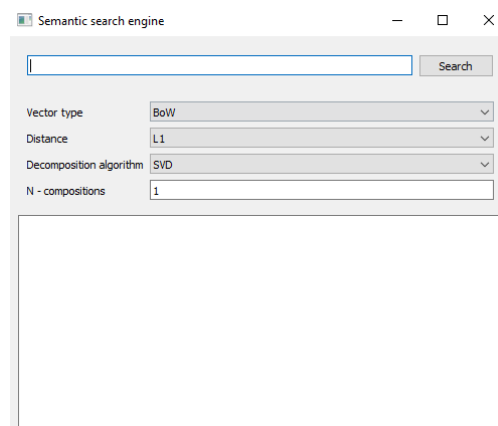 Semantic search engine
Search
Vector type BoW
Distance L1
Decomposition algorithm SVD
N - compositions 1